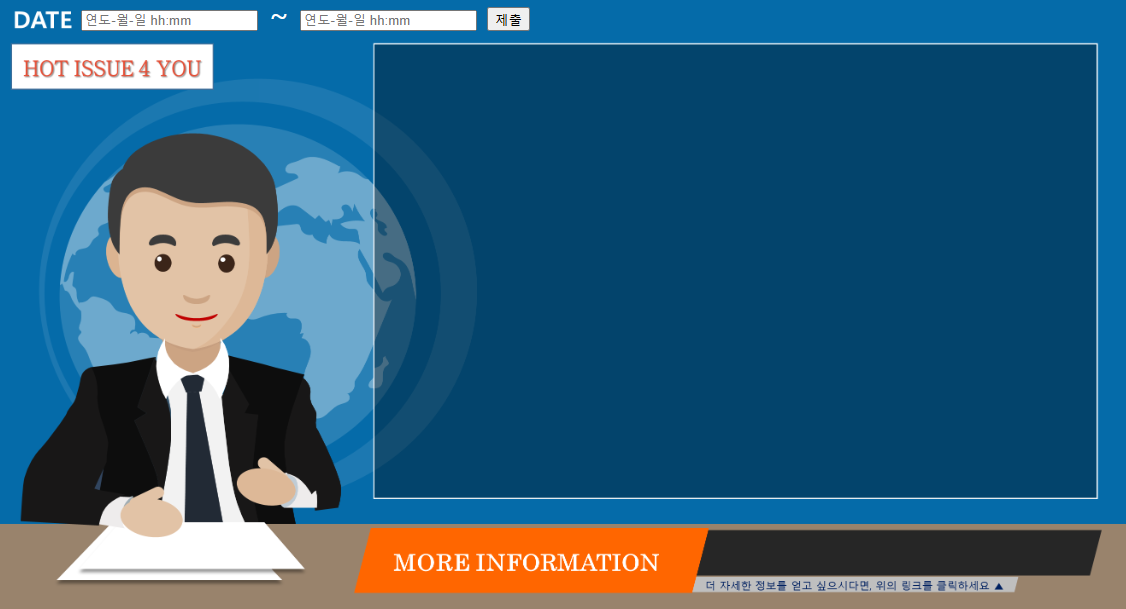 DATE 연도-월-일 hh:mm ~ 연도-월-일 hh:mm 제출
HOT ISSUE 4 YOU
MORE INFORMATION
더 자세한 정보를 얻고 싶으시다면, 위의 링크를 클릭하세요 ▲